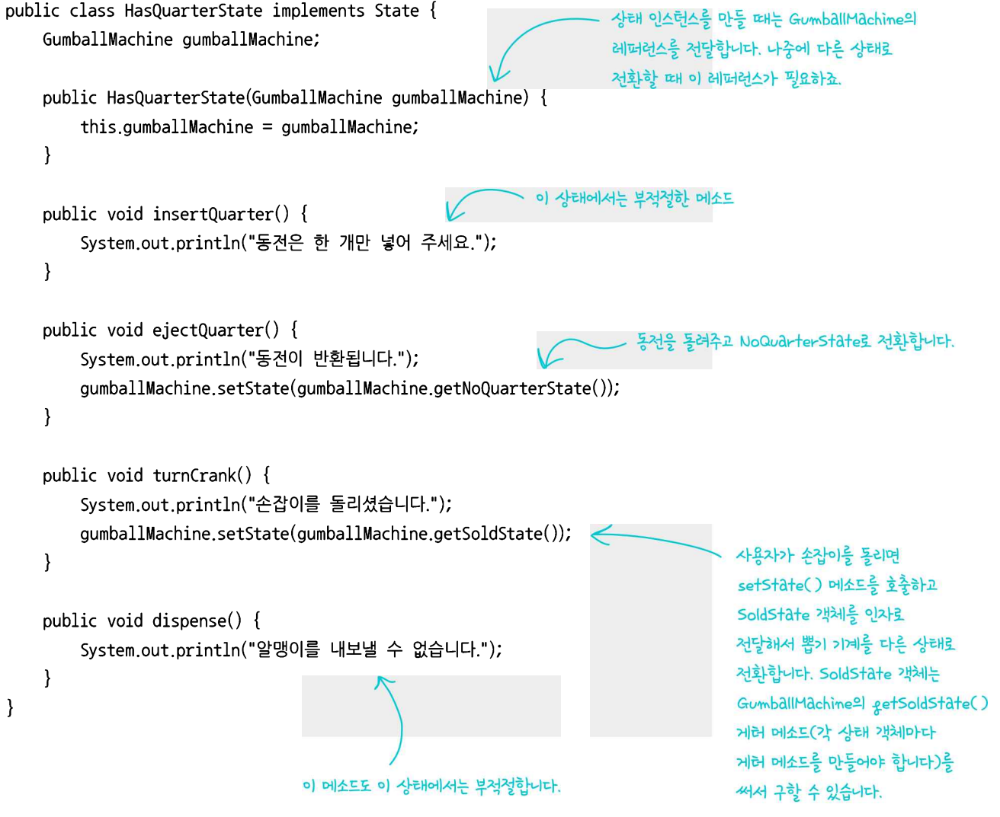 public class HasQuarterState implements State {
GumballMachine gumballMachine;
상태 인스턴스를 만들 때는 GumballMachine의
레퍼런스를 전달합니다. 나중에 다른 상태로
전환할 때 이 레퍼런스가 필요하죠.
public HasQuarterState(GumballMachine gumballMachine) {
this.gumballMachine = gumballMachine;
}
이 상태에서는 부적절한 메소드
public void insertQuarter() {
System.out.println("동전은 한 개만 넣어 주세요.");
}
public void ejectQuarter() {
동전을 돌려주고 NoQuarterState로 전환합니다.
System.out.println("동전이 반환됩니다.");
gumballMachine.setState(gumballMachine.getNoQuarterState());
}
public void turnCrank() {
System.out.println("손잡이를 돌리셨습니다.");
gumballMachine.setState(gumballMachine.getSoldState());
}
사용자가 손잡이를 돌리면
setState() 메소드를 호출하고
SoldState 객체를 인자로
전달해서 뽑기 기계를 다른 상태로
전환합니다. SoldState 객체는
GumballMachine의 getSoldState()
게터 메소드(각 상태 객체마다
게터 메소드를 만들어야 합니다)를
써서 구할 수 있습니다.
public void dispense() {
System.out.println("알맹이를 내보낼 수 없습니다.");
}
}
이 메소드도 이 상태에서는 부적절합니다.